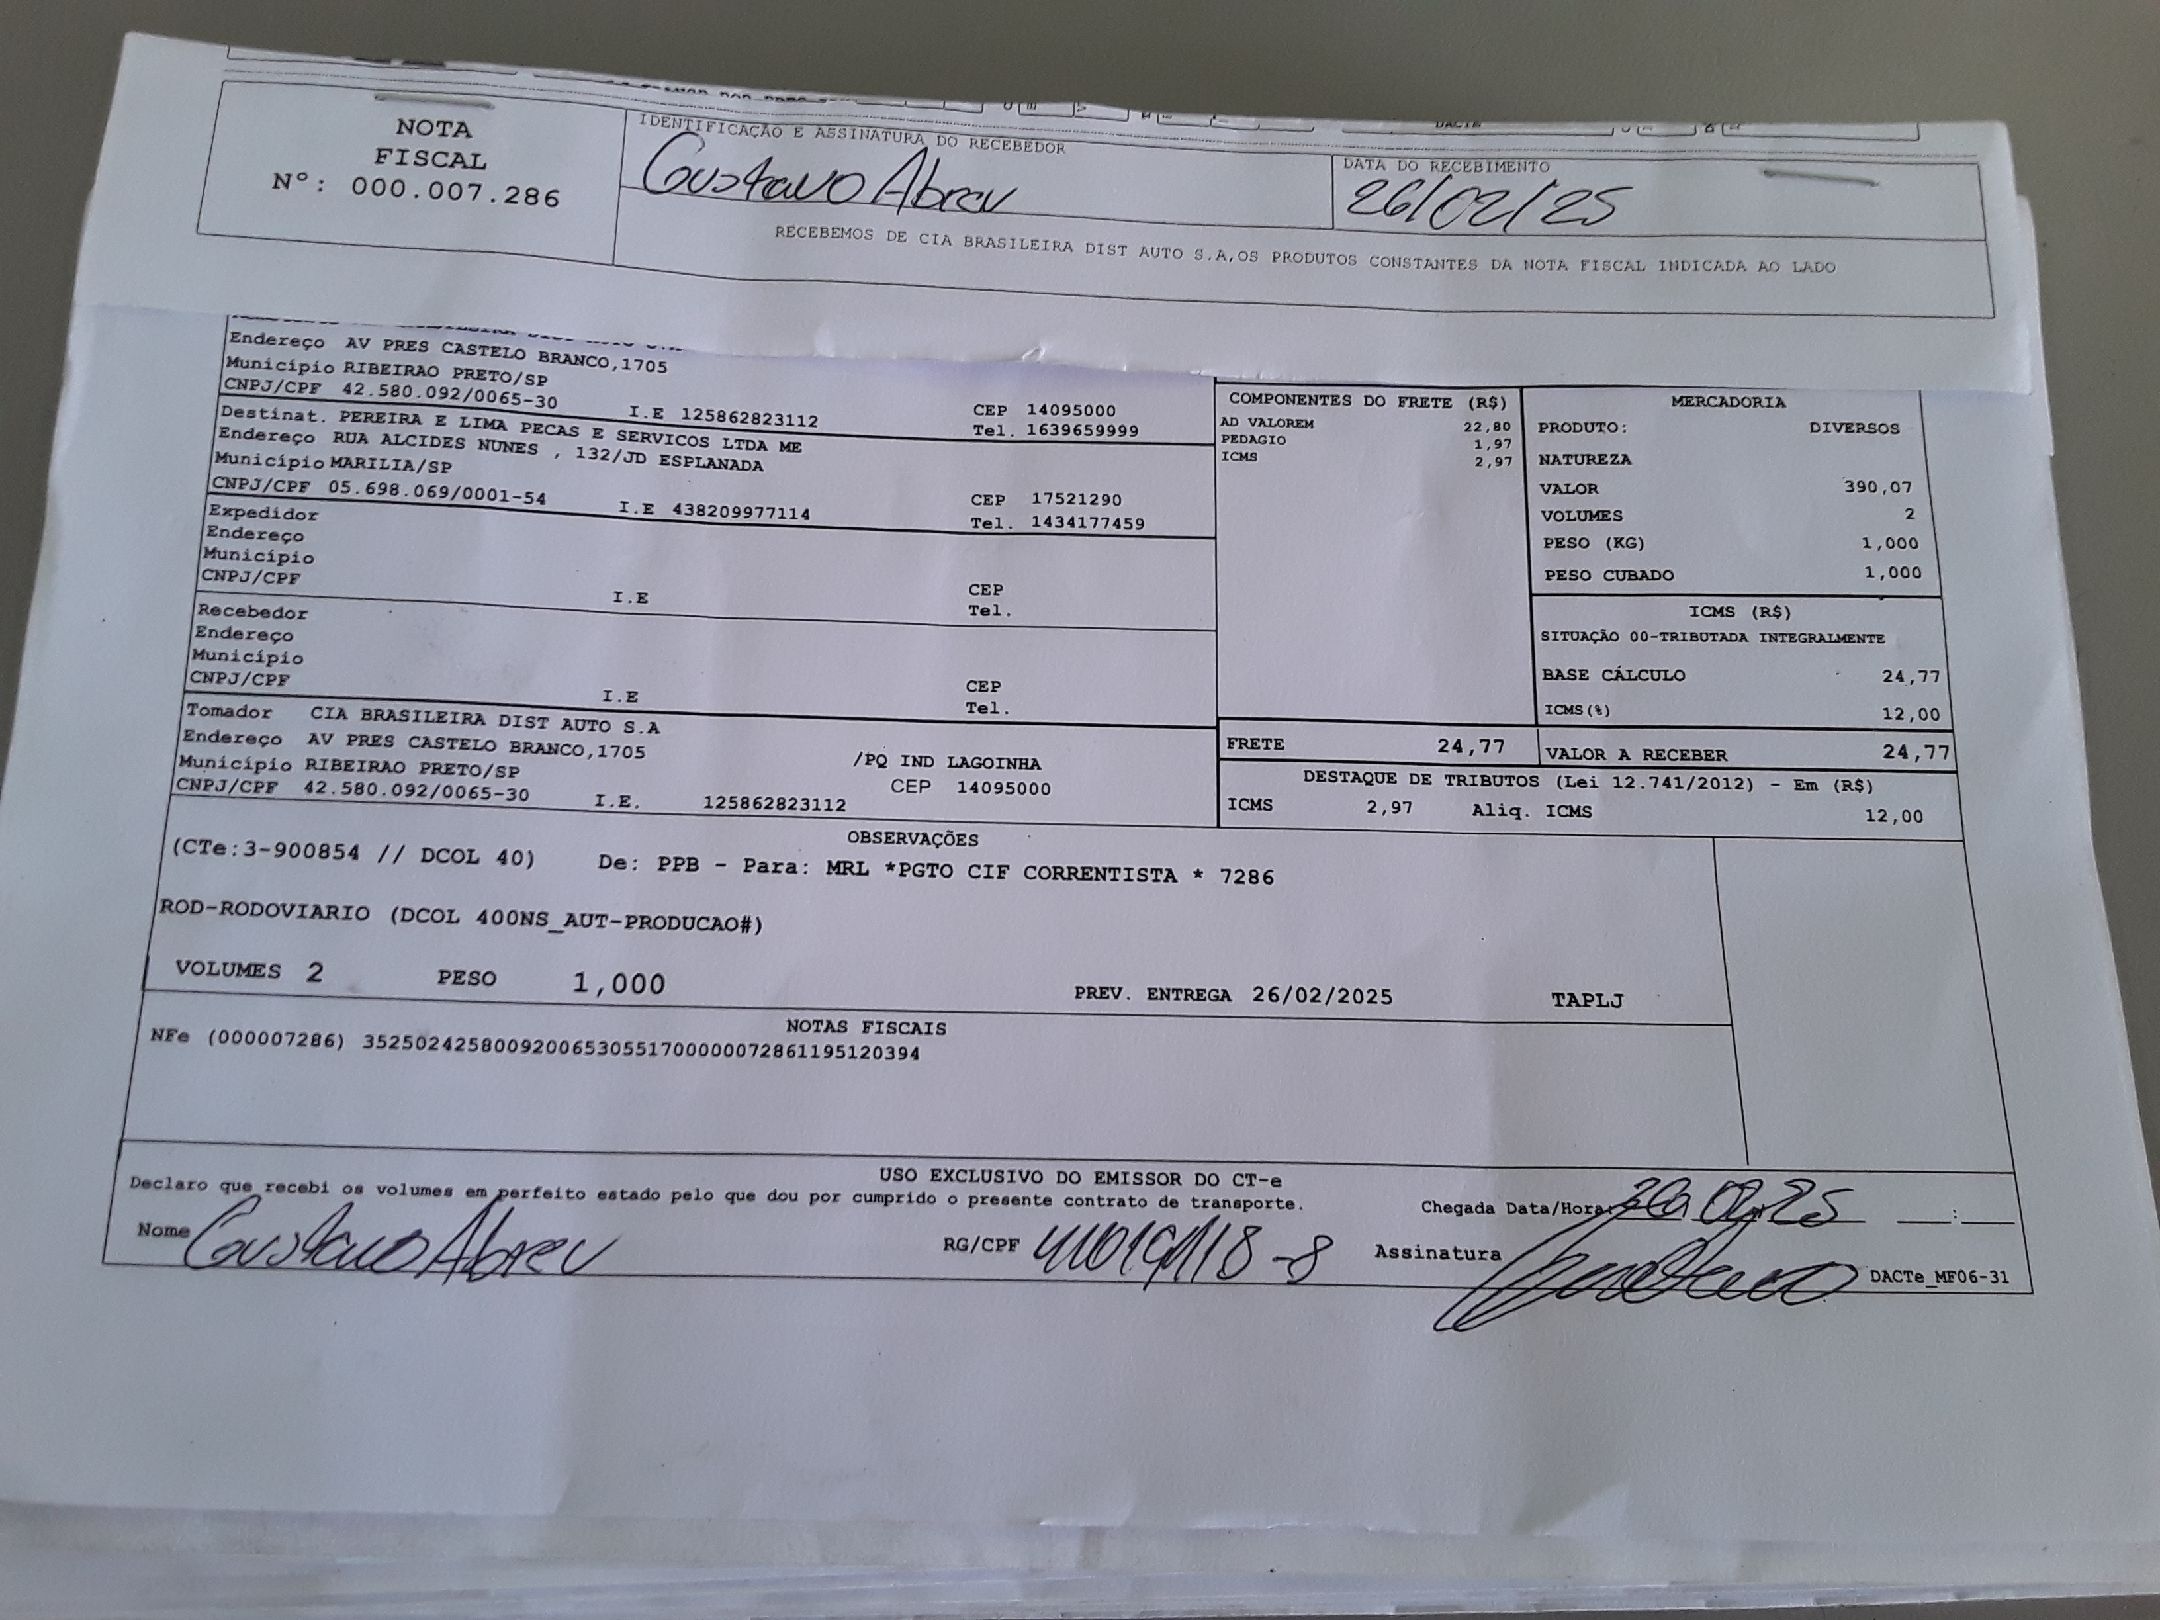 NOTA
FISCAL
Nº: 000.007.286
IDENTIFICAÇÃO E ASSINATURA DO RECEBEDOR
Gustavo Abreu
DATA DO RECEBIMENTO
26/02/25
RECEBEMOS DE CIA BRASILEIRA DIST AUTO S.A,OS PRODUTOS CONSTANTES DA NOTA FISCAL INDICADA AO LADO
Endereço AV PRES CASTELO BRANCO,1705
Município RIBEIRAO PRETO/SP
CNPJ/CPF 42.580.092/0065-30 I.E 125862823112
CEP 14095000
Tel. 1639659999
Destinat. PEREIRA E LIMA PECAS E SERVICOS LTDA ME
Endereço RUA ALCIDES NUNES , 132/JD ESPLANADA
Município MARILIA/SP
CNPJ/CPF 05.698.069/0001-54 I.E 438209977114
CEP 17521290
Tel. 1434177459
Expedidor
Endereço
Município
CNPJ/CPF I.E
CEP
Tel.
Recebedor
Endereço
Município
CNPJ/CPF I.E
CEP
Tel.
Tomador CIA BRASILEIRA DIST AUTO S.A
Endereço AV PRES CASTELO BRANCO,1705 /PQ IND LAGOINHA
Município RIBEIRAO PRETO/SP CEP 14095000
CNPJ/CPF 42.580.092/0065-30 I.E. 125862823112
COMPONENTES DO FRETE (R$)
AD VALOREM 22,80
PEDAGIO 1,97
ICMS 2,97
MERCADORIA
PRODUTO: DIVERSOS
NATUREZA
VALOR 390,07
VOLUMES 2
PESO (KG) 1,000
PESO CUBADO 1,000
ICMS (R$)
SITUAÇÃO 00-TRIBUTADA INTEGRALMENTE
BASE CÁLCULO 24,77
ICMS(%) 12,00
FRETE 24,77
VALOR A RECEBER 24,77
DESTAQUE DE TRIBUTOS (Lei 12.741/2012) - Em (R$)
ICMS 2,97 Aliq. ICMS 12,00
OBSERVAÇÕES
(CTe:3-900854 // DCOL 40) De: PPB - Para: MRL *PGTO CIF CORRENTISTA * 7286
ROD-RODOVIARIO (DCOL 400NS_AUT-PRODUCAO#)
VOLUMES 2 PESO 1,000 PREV. ENTREGA 26/02/2025 TAPLJ
NOTAS FISCAIS
NFe (000007286) 35250242580092006530551700000072861195120394
USO EXCLUSIVO DO EMISSOR DO CT-e
Declaro que recebi os volumes em perfeito estado pelo que dou por cumprido o presente contrato de transporte.
Chegada Data/Hora: 26 02 25 :
Nome Gustavo Abreu RG/CPF Assinatura
DACTe_MF06-31